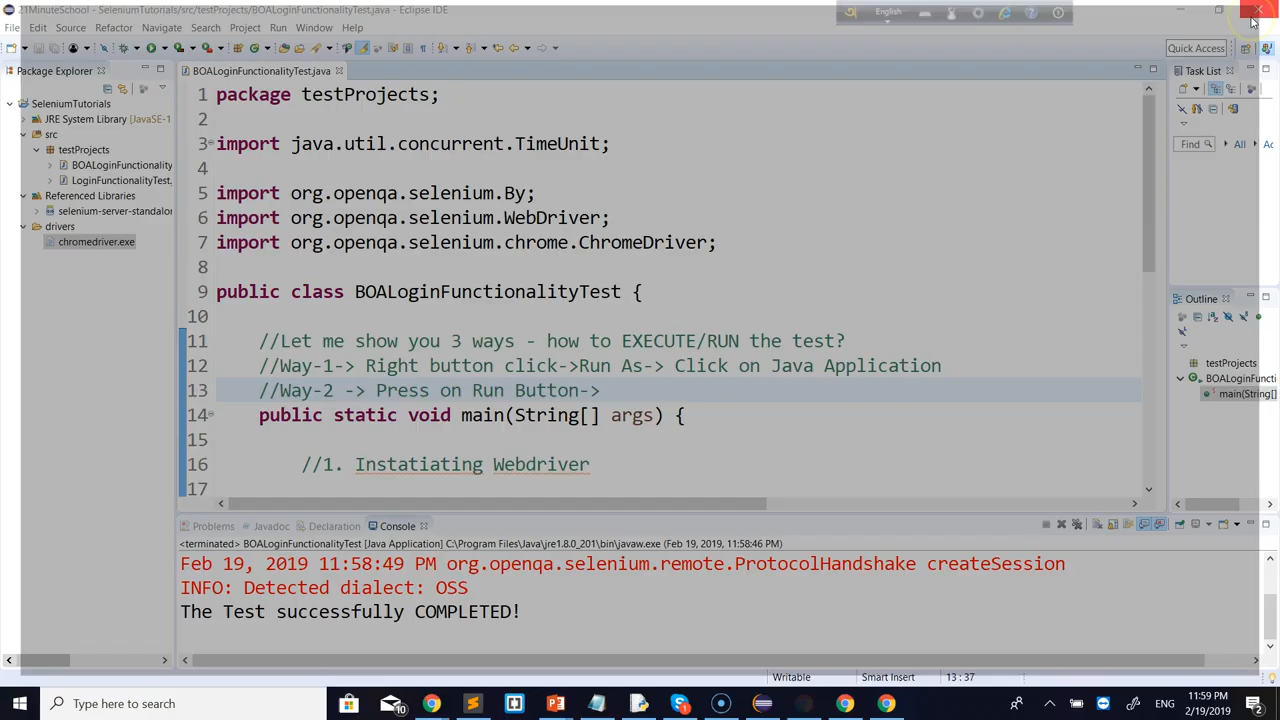 21MinuteSchool - SeleniumTutorials/src/testProjects/BOALoginFunctionalityTest.java - Eclipse IDE
English
File Edit Source Refactor Navigate Search Project Run Window Help
Quick Access
Package Explorer
BOALoginFunctionalityTest.java
Task List
SeleniumTutorials
JRE System Library [JavaSE-1
src
testProjects
BOALoginFunctionality
LoginFunctionalityTest.
Referenced Libraries
selenium-server-standalon
drivers
chromedriver.exe
1 package testProjects;
2
3 import java.util.concurrent.TimeUnit;
4
5 import org.openqa.selenium.By;
6 import org.openqa.selenium.WebDriver;
7 import org.openqa.selenium.chrome.ChromeDriver;
8
9 public class BOALoginFunctionalityTest {
10
11 //Let me show you 3 ways - how to EXECUTE/RUN the test?
12 //Way-1-> Right button click->Run As-> Click on Java Application
13 //Way-2 -> Press on Run Button->
14 public static void main(String[] args) {
15
16 //1. Instatiating Webdriver
17
Find All Ac
Outline
testProjects
BOALoginFuncti
main(String[]
Problems Javadoc Declaration Console
<terminated> BOALoginFunctionalityTest [Java Application] C:\Program Files\Java\jre1.8.0_201\bin\javaw.exe (Feb 19, 2019, 11:58:46 PM)
Feb 19, 2019 11:58:49 PM org.openqa.selenium.remote.ProtocolHandshake createSession
INFO: Detected dialect: OSS
The Test successfully COMPLETED!
Writable Smart Insert 13 : 37
Type here to search
10
ENG
11:59 PM
2/19/2019
2